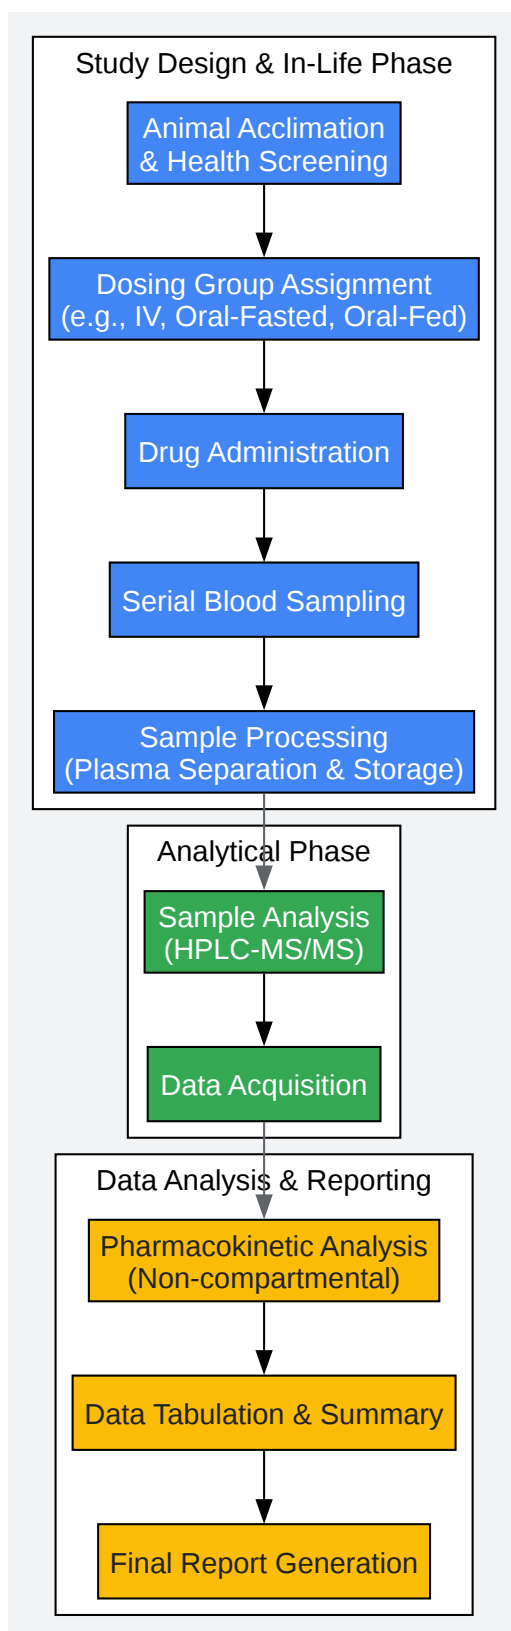 Study Design & In-Life Phase
Animal Acclimation
& Health Screening
Dosing Group Assignment
(e.g., IV, Oral-Fasted, Oral-Fed)
Drug Administration
Serial Blood Sampling
Sample Processing
(Plasma Separation & Storage)
Analytical Phase
Sample Analysis
(HPLC-MS/MS)
Data Acquisition
Data Analysis & Reporting
Pharmacokinetic Analysis
(Non-compartmental)
Data Tabulation & Summary
Final Report Generation